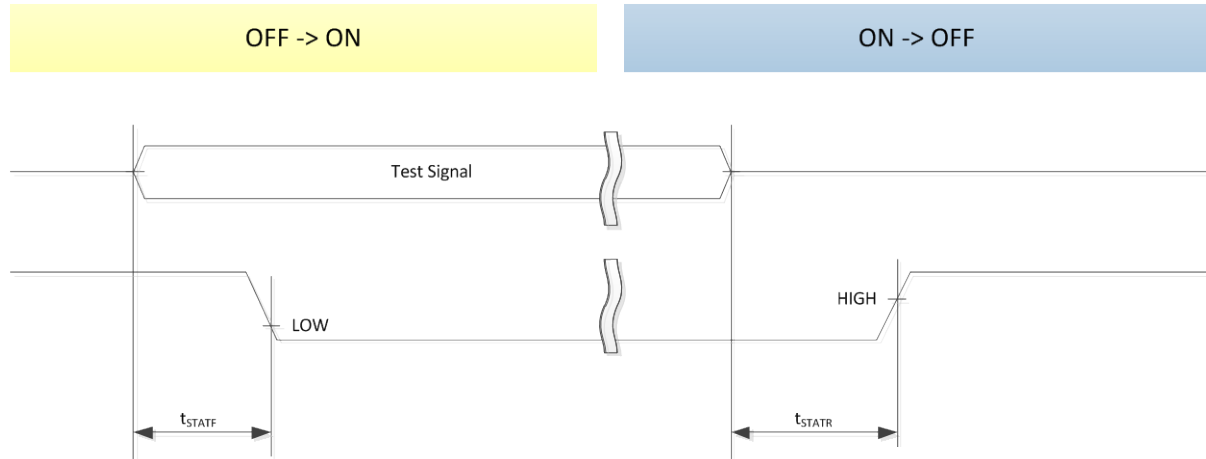 OFF -> ON
ON -> OFF
Test Signal
LOW
HIGH
tSTATF
tSTATR